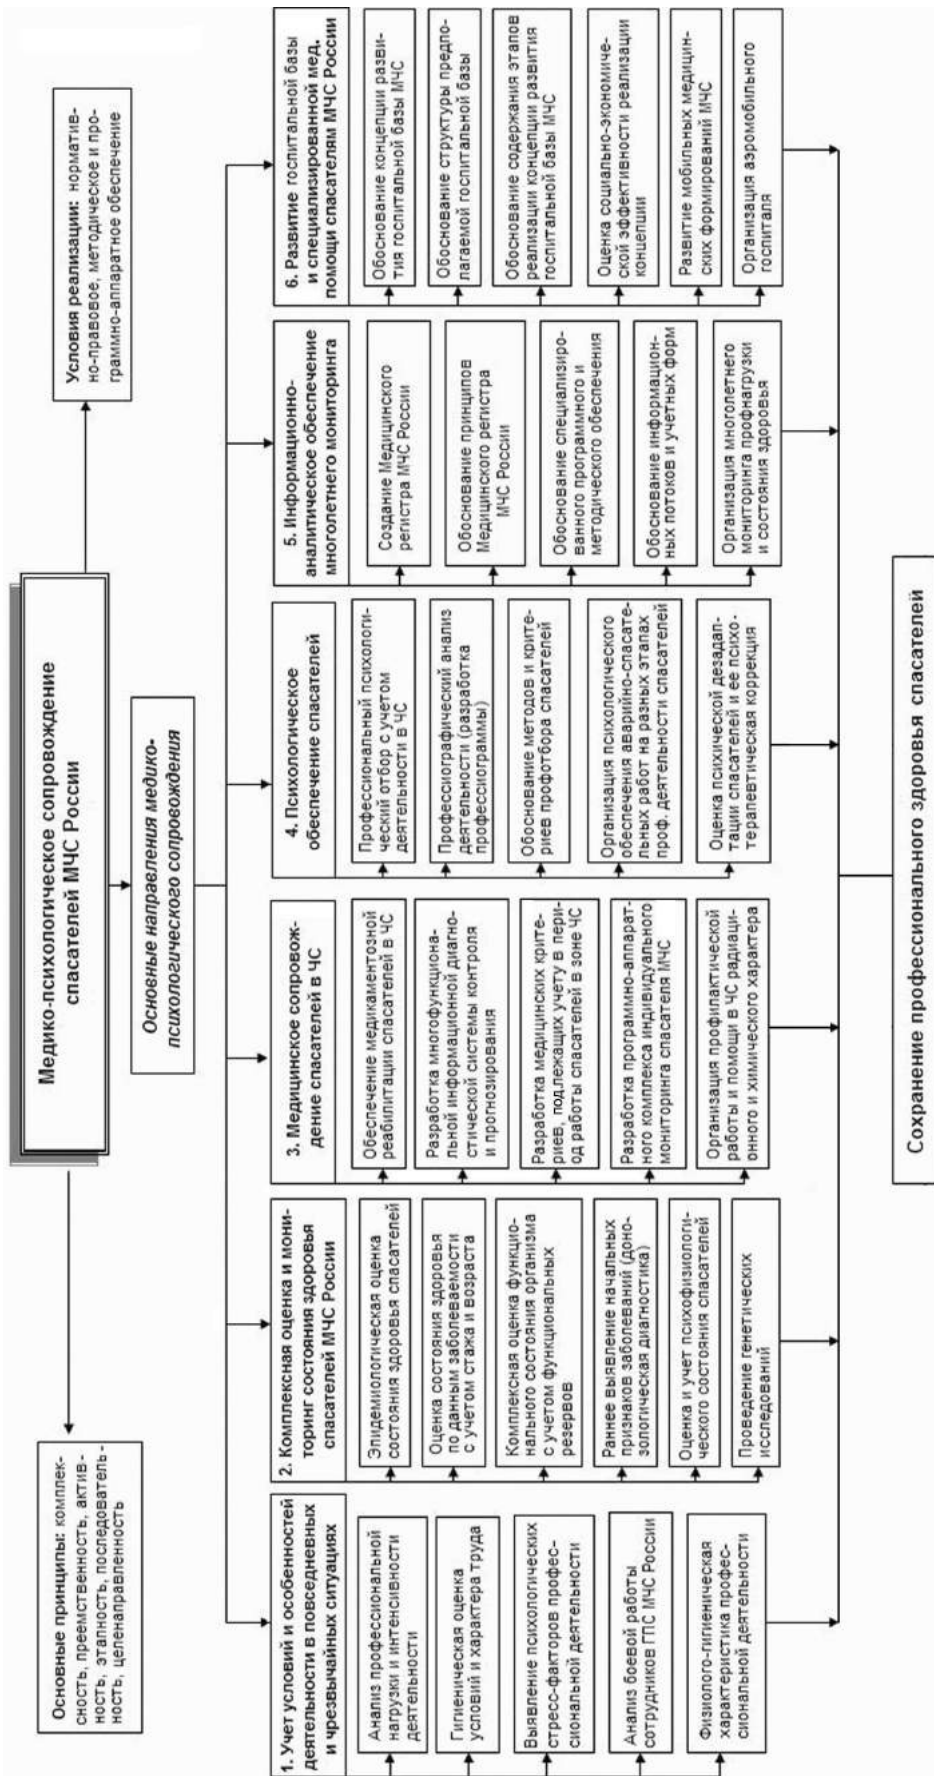 Медико-психологическое сопровождение
спасателей МЧС России
Основные принципы: комплек-
сность, преемственность, актив-
ность, этапность, последователь-
ность, целенаправленность
Основные направления медико-
психологического сопровождения
Условия реализации: норматив-
но-правовое, методическое и про-
граммно-аппаратное обеспечение
1. Учет условий и особенностей
деятельности в повседневных
и чрезвычайных ситуациях
Анализ профессиональной
нагрузки и интенсивности
деятельности
Гигиеническая оценка
условий и характера труда
Выявление психологических
стресс-факторов професс-
сиональной деятельности
Анализ боевой работы
сотрудников ГПС МЧС России
Физиолого-гигиеническая
характеристика профес-
сиональной деятельности
2. Комплексная оценка и мони-
торинг состояния здоровья
спасателей МЧС России
Эпидемиологическая оценка
состояния здоровья спасателей
Оценка состояния здоровья
по данным заболеваемости
с учетом стажа и возраста
Комплексная оценка функцио-
нального состояния организма
с учетом функциональных
резервов
Раннее выявление начальных
признаков заболеваний (доно-
зологическая диагностика)
Оценка и учет психофизиологи-
ческого состояния спасателей
Проведение генетических
исследований
3. Медицинское сопровож-
дение спасателей в ЧС
Обеспечение медикаментозной
реабилитации спасателей в ЧС
Разработка многофункциона-
льной информационной диагно-
стической системы контроля
и прогнозирования
Разработка медицинских крите-
риев, подлежащих учету в пери-
од работы спасателей в зоне ЧС
Разработка программно-аппарат-
ного комплекса индивидуального
мониторинга спасателя МЧС
Организация профилактической
работы и помощи в ЧС радиаци-
онного и химического характера
4. Психологическое
обеспечение спасателей
Профессиональный психологи-
ческий отбор с учетом
деятельности в ЧС
Профессиографический анализ
деятельности (разработка
профессиограммы)
Обоснование методов и крите-
риев профотбора спасателей
Организация психологического
обеспечения аварийно-спасате-
льных работ на разных этапах
проф. деятельности спасателей
Оценка психической дезадап-
тации спасателей и ее психо-
терапевтическая коррекция
5. Информационно-
аналитическое обеспечение
многолетнего мониторинга
Создание Медицинского
регистра МЧС России
Обоснование принципов
Медицинского регистра
МЧС России
Обоснование специализиро-
ванного программного и
методического обеспечения
Обоснование информацион-
ных потоков и учетных форм
Организация многолетнего
мониторинга профнагрузки
и состояния здоровья
6. Развитие госпитальной базы
и специализированной мед.
помощи спасателям МЧС России
Обоснование концепции разви-
тия госпитальной базы МЧС
Обоснование структуры предпо-
лагаемой госпитальной базы
Обоснование содержания этапов
реализации концепции развития
госпитальной базы МЧС
Оценка социально-экономиче-
ской эффективности реализации
концепции
Развитие мобильных медицин-
ских формирований МЧС
Организация аэромобильного
госпиталя
Сохранение профессионального здоровья спасателей